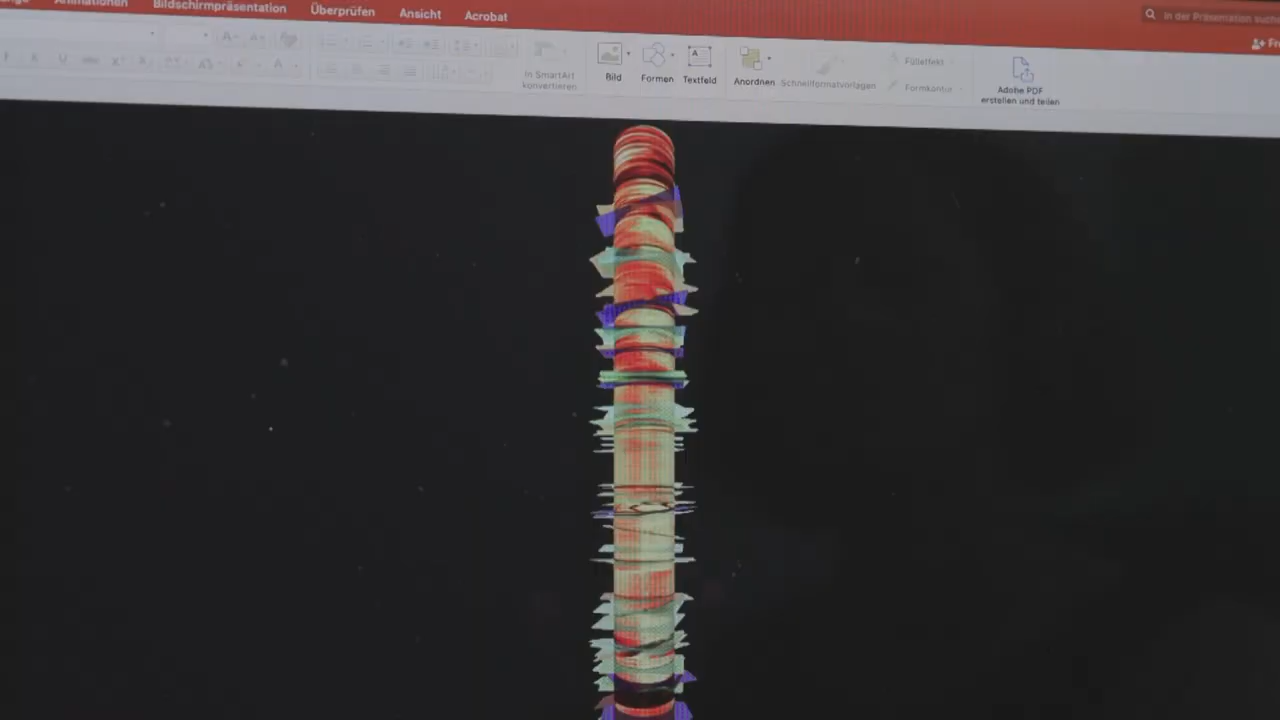 Animationen
Bildschirmpräsentation
Überprüfen
Ansicht
Acrobat
In der Präsentation suche
In SmartArt
konvertieren
Bild
Formen
Textfeld
Anordnen
Schnellformatvorlagen
Fülleffekt
Formkontur
Adobe PDF
erstellen und teilen